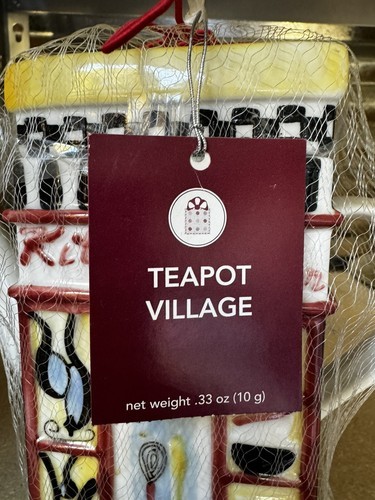 TEAPOT
VILLAGE
net weight .33 oz (10 g)